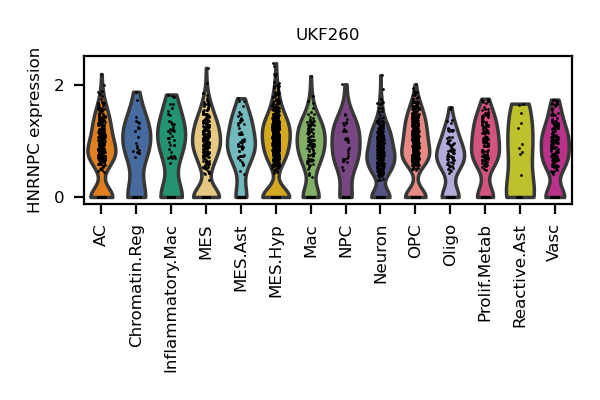 UKF260
HNRNPC expression
2
0
AC
Chromatin.Reg
Inflammatory.Mac
MES
MES.Ast
MES.Hyp
Mac
NPC
Neuron
OPC
Oligo
Prolif.Metab
Reactive.Ast
Vasc